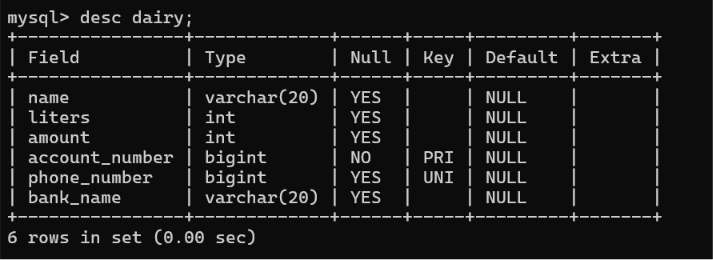 mysql> desc dairy;
+----------------+-------------+------+-----+---------+-------+
| Field          | Type        | Null | Key | Default | Extra |
+----------------+-------------+------+-----+---------+-------+
| name           | varchar(20) | YES  |     | NULL    |       |
| liters         | int         | YES  |     | NULL    |       |
| amount         | int         | YES  |     | NULL    |       |
| account_number | bigint      | NO   | PRI | NULL    |       |
| phone_number   | bigint      | YES  | UNI | NULL    |       |
| bank_name      | varchar(20) | YES  |     | NULL    |       |
+----------------+-------------+------+-----+---------+-------+
6 rows in set (0.00 sec)